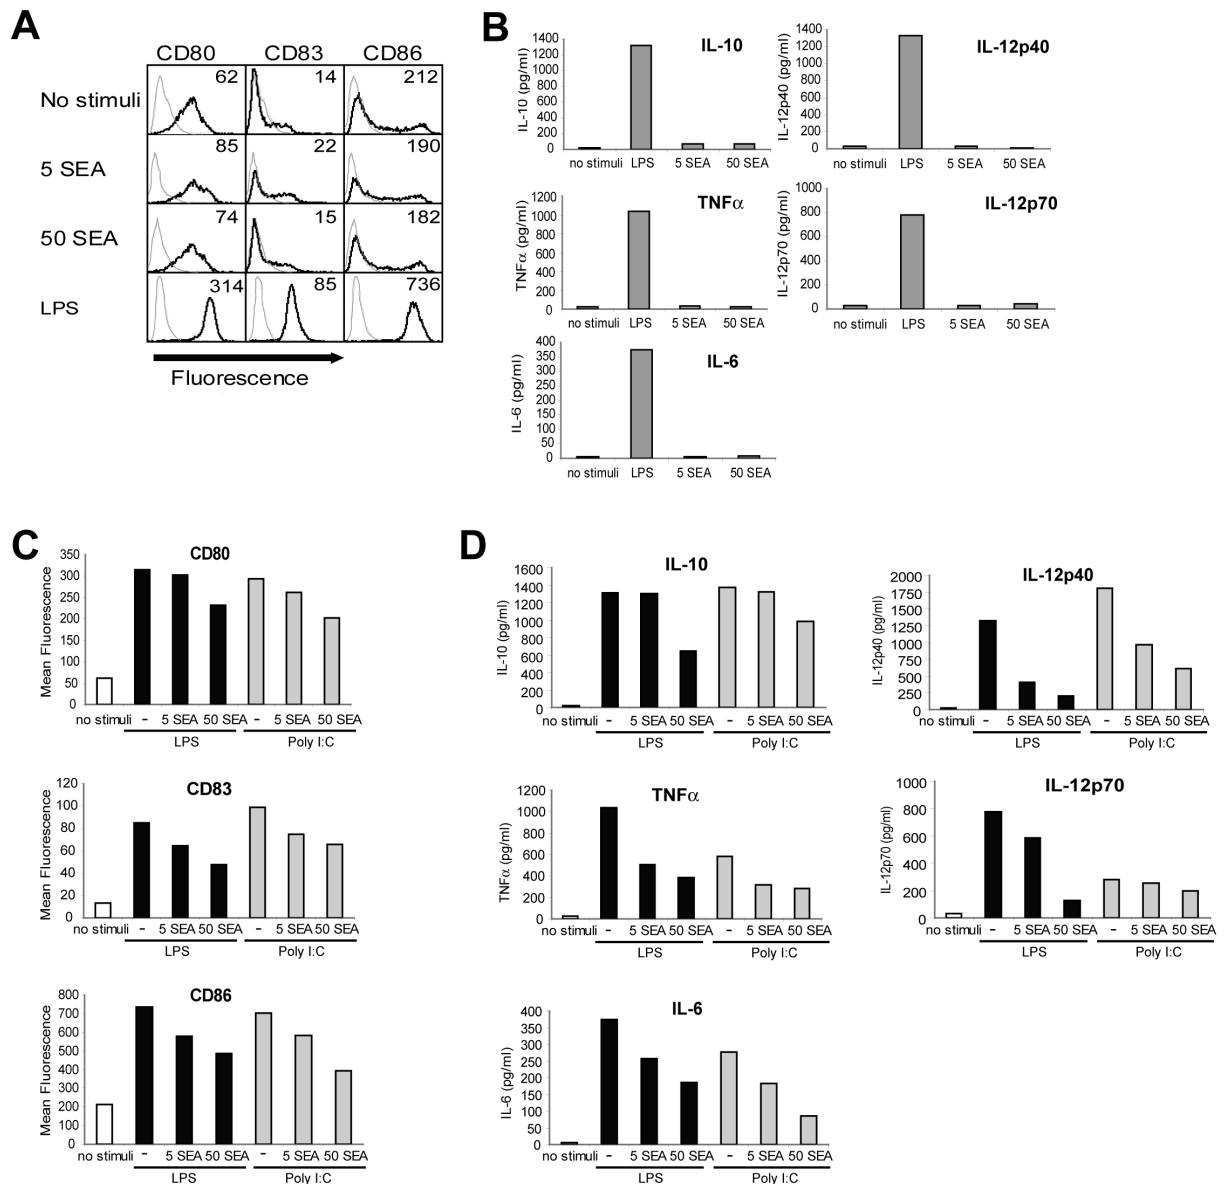 A
CD80 CD83 CD86
No stimuli 62 14 212
5 SEA 85 22 190
50 SEA 74 15 182
LPS 314 85 736
Fluorescence
B
IL-10
IL-10 (pg/ml)
1400
1200
1000
800
600
400
200
0
no stimuli LPS 5 SEA 50 SEA
IL-12p40
IL-12p40 (pg/ml)
1400
1200
1000
800
600
400
200
0
no stimuli LPS 5 SEA 50 SEA
TNFα
TNFα (pg/ml)
1200
1000
800
600
400
200
0
no stimuli LPS 5 SEA 50 SEA
IL-12p70
IL-12p70 (pg/ml)
1000
800
600
400
200
0
no stimuli LPS 5 SEA 50 SEA
IL-6
IL-6 (pg/ml)
400
350
300
250
200
150
100
50
0
no stimuli LPS 5 SEA 50 SEA
C
CD80
Mean Fluorescence
350
300
250
200
150
100
50
0
no stimuli - 5 SEA 50 SEA - 5 SEA 50 SEA
LPS Poly I:C
CD83
Mean Fluorescence
120
100
80
60
40
20
0
no stimuli - 5 SEA 50 SEA - 5 SEA 50 SEA
LPS Poly I:C
CD86
Mean Fluorescence
800
700
600
500
400
300
200
100
0
no stimuli - 5 SEA 50 SEA - 5 SEA 50 SEA
LPS Poly I:C
D
IL-10
IL-10 (pg/ml)
1600
1400
1200
1000
800
600
400
200
0
no stimuli - 5 SEA 50 SEA - 5 SEA 50 SEA
LPS Poly I:C
IL-12p40
IL-12p40 (pg/ml)
2000
1750
1500
1250
1000
750
500
250
0
no stimuli - 5 SEA 50 SEA - 5 SEA 50 SEA
LPS Poly I:C
TNFα
TNFα (pg/ml)
1200
1000
800
600
400
200
0
no stimuli - 5 SEA 50 SEA - 5 SEA 50 SEA
LPS Poly I:C
IL-12p70
IL-12p70 (pg/ml)
1000
800
600
400
200
0
no stimuli - 5 SEA 50 SEA - 5 SEA 50 SEA
LPS Poly I:C
IL-6
IL-6 (pg/ml)
400
350
300
250
200
150
100
50
0
no stimuli - 5 SEA 50 SEA - 5 SEA 50 SEA
LPS Poly I:C